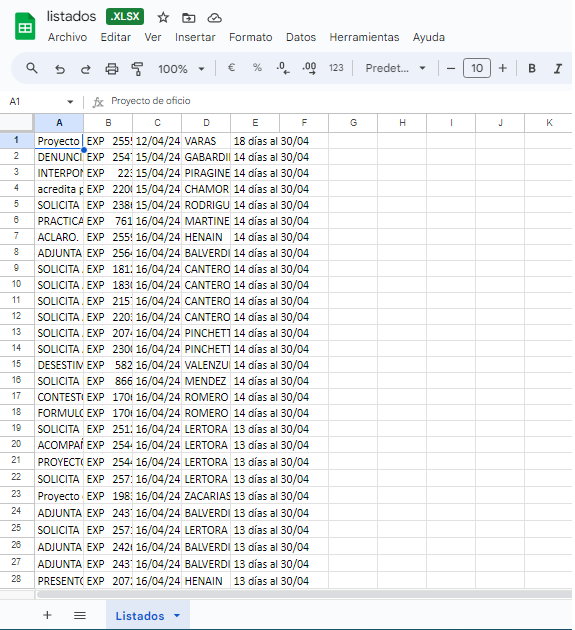 listados .XLSX
Archivo Editar Ver Insertar Formato Datos Herramientas Ayuda
100% € % .0 .00 123 Predet... − 10 + B I
A1 fx Proyecto de oficio
A B C D E F G H I J K
1 Proyecto EXP 2555 12/04/24 VARAS 18 días al 30/04
2 DENUNCI EXP 254 15/04/24 GABARDI 14 días al 30/04
3 INTERPON EXP 223 15/04/24 PIRAGINE 14 días al 30/04
4 acredita p EXP 220 15/04/24 CHAMOR 14 días al 30/04
5 SOLICITA EXP 238 15/04/24 RODRIGU 14 días al 30/04
6 PRACTICA EXP 761 16/04/24 MARTINE 14 días al 30/04
7 ACLARO. EXP 255 16/04/24 HENAIN 14 días al 30/04
8 ADJUNTA EXP 256 16/04/24 BALVERDI 14 días al 30/04
9 SOLICITA EXP 181 16/04/24 CANTERO 14 días al 30/04
10 SOLICITA EXP 183 16/04/24 CANTERO 14 días al 30/04
11 SOLICITA EXP 215 16/04/24 CANTERO 14 días al 30/04
12 SOLICITA EXP 220 16/04/24 CANTERO 14 días al 30/04
13 SOLICITA EXP 207 16/04/24 PINCHETT 14 días al 30/04
14 SOLICITA EXP 230 16/04/24 PINCHETT 14 días al 30/04
15 DESESTIM EXP 582 16/04/24 VALENZU 14 días al 30/04
16 SOLICITA EXP 866 16/04/24 MENDEZ 14 días al 30/04
17 CONTEST EXP 170 16/04/24 ROMERO 14 días al 30/04
18 FORMUL EXP 170 16/04/24 ROMERO 14 días al 30/04
19 SOLICITA EXP 251 16/04/24 LERTORA 13 días al 30/04
20 ACOMPAÑ EXP 254 16/04/24 LERTORA 13 días al 30/04
21 PROYECT EXP 254 16/04/24 LERTORA 13 días al 30/04
22 SOLICITA EXP 257 16/04/24 LERTORA 13 días al 30/04
23 Proyecto EXP 198 16/04/24 ZACARIAS 13 días al 30/04
24 ADJUNTA EXP 243 16/04/24 BALVERDI 13 días al 30/04
25 SOLICITA EXP 257 16/04/24 LERTORA 13 días al 30/04
26 ADJUNTA EXP 242 16/04/24 BALVERDI 13 días al 30/04
27 ADJUNTA EXP 243 16/04/24 BALVERDI 13 días al 30/04
28 PRESENT EXP 207 16/04/24 HENAIN 13 días al 30/04
+ Listados